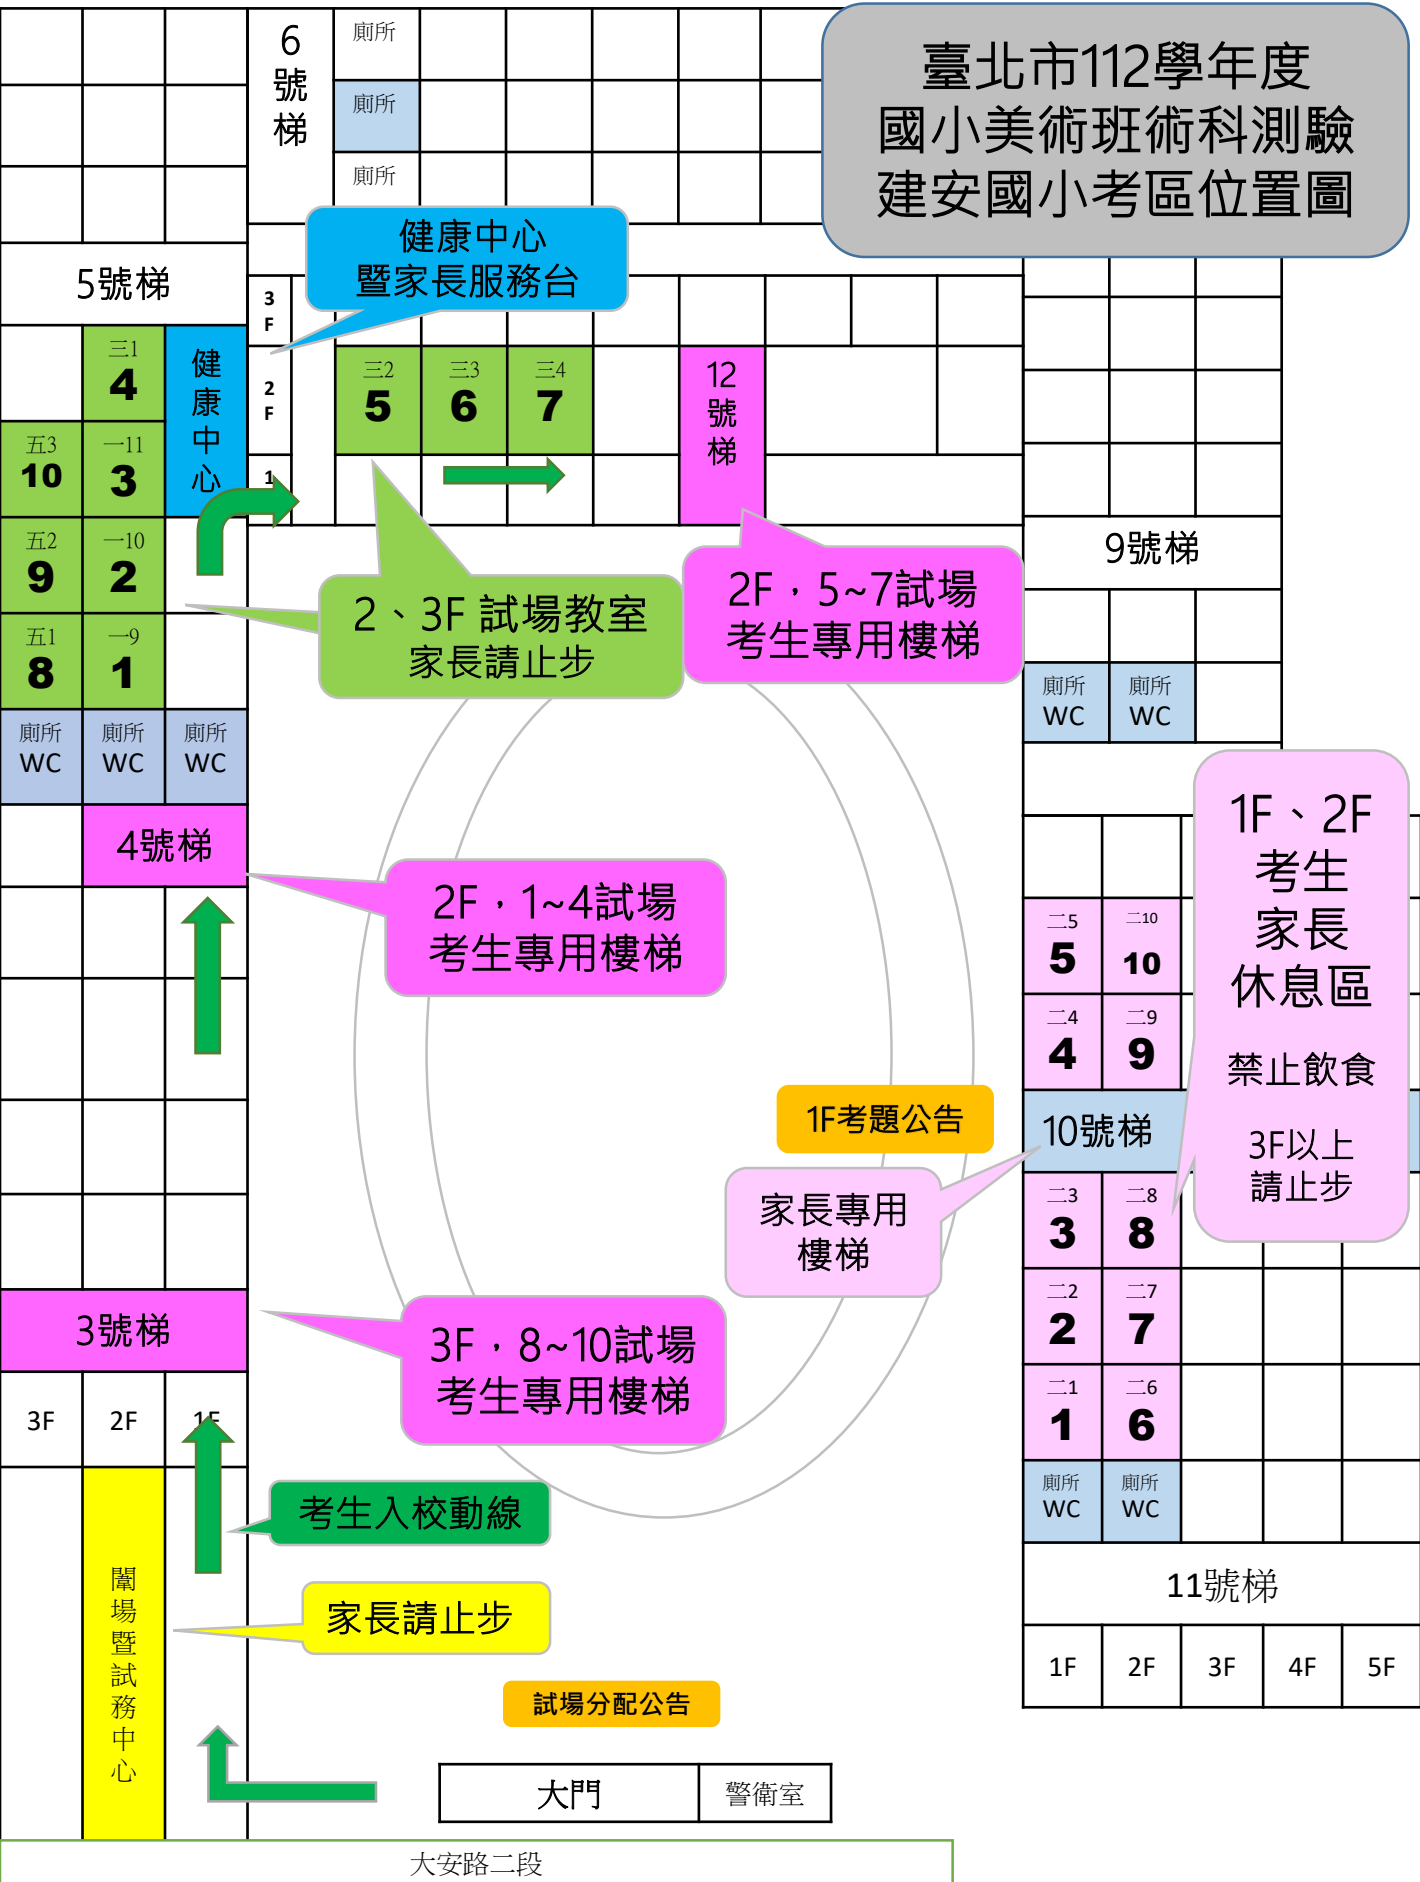 臺北市112學年度
國小美術班術科測驗
建安國小考區位置圖
6
號
梯
廁所
廁所
廁所
健康中心
暨家長服務台
5號梯
3
F
2
F
1
三1
4
健
康
中
心
三2
5
三3
6
三4
7
12
號
梯
五3
10
一11
3
五2
9
一10
2
五1
8
一9
1
廁所
WC
廁所
WC
廁所
WC
2、3F 試場教室
家長請止步
2F，5~7試場
考生專用樓梯
9號梯
廁所
WC
廁所
WC
4號梯
2F，1~4試場
考生專用樓梯
1F、2F
考生
家長
休息區
禁止飲食
3F以上
請止步
二5
5
二10
10
二4
4
二9
9
1F考題公告
10號梯
家長專用
樓梯
二3
3
二8
8
二2
2
二7
7
二1
1
二6
6
廁所
WC
廁所
WC
11號梯
1F
2F
3F
4F
5F
3號梯
3F，8~10試場
考生專用樓梯
3F
2F
1F
考生入校動線
家長請止步
闈
場
暨
試
務
中
心
試場分配公告
大門
警衛室
大安路二段